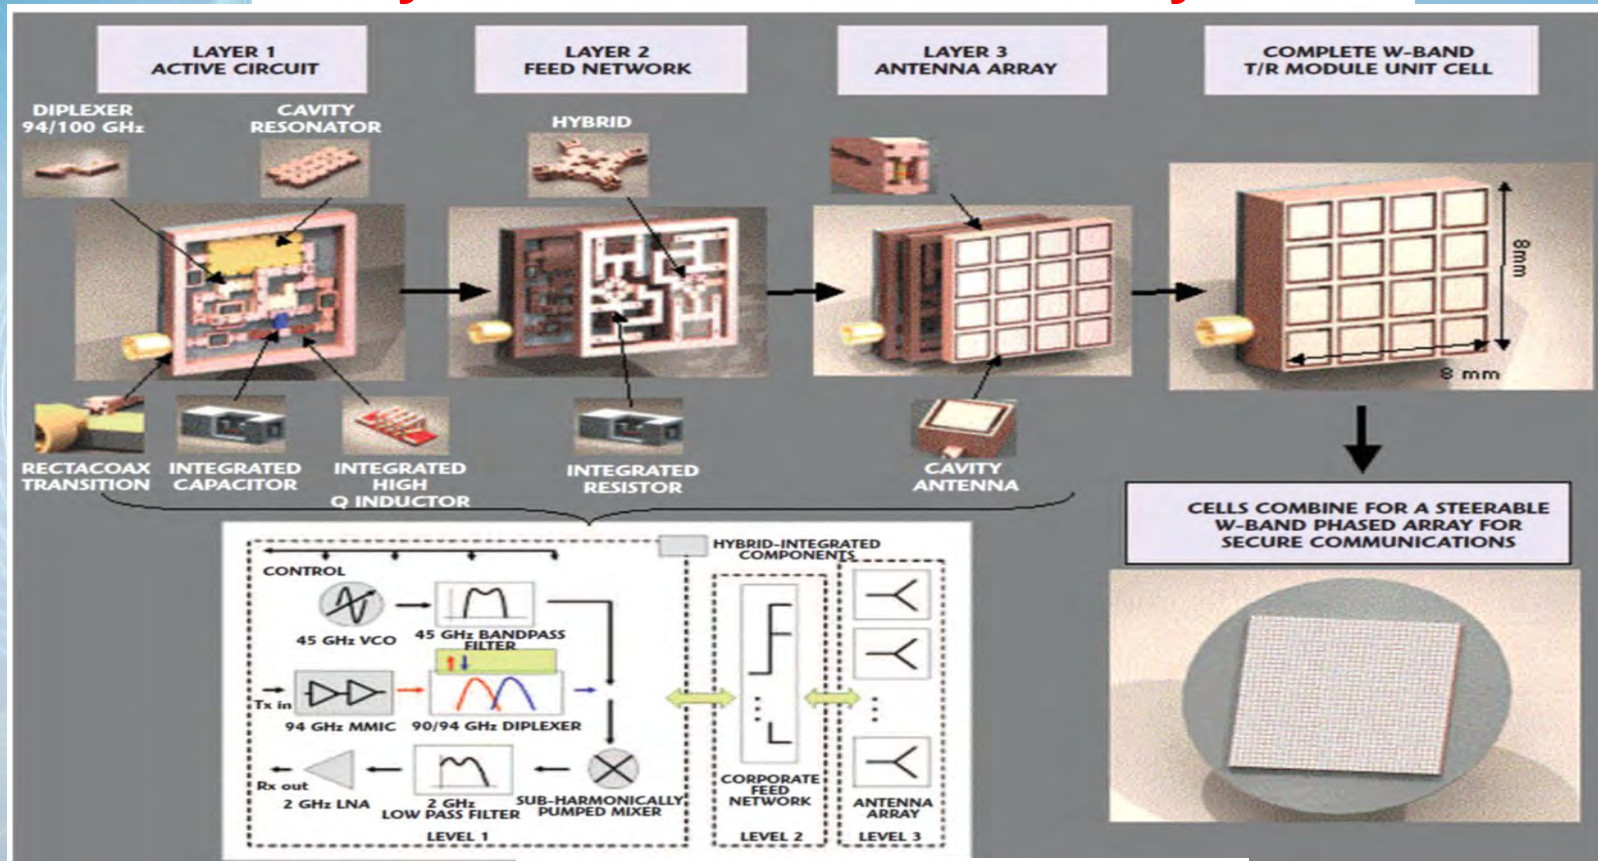 LAYER 1
ACTIVE CIRCUIT
LAYER 2
FEED NETWORK
LAYER 3
ANTENNA ARRAY
COMPLETE W-BAND
T/R MODULE UNIT CELL
DIPLEXER
94/100 GHz
CAVITY
RESONATOR
HYBRID
8mm
8 mm
RECTACOAX
TRANSITION
INTEGRATED
CAPACITOR
INTEGRATED
HIGH
Q INDUCTOR
INTEGRATED
RESISTOR
CAVITY
ANTENNA
CELLS COMBINE FOR A STEERABLE
W-BAND PHASED ARRAY FOR
SECURE COMMUNICATIONS
HYBRID-INTEGRATED
COMPONENTS
CONTROL
45 GHz VCO
45 GHz BANDPASS
FILTER
Tx in
94 GHz MMIC
90/94 GHz DIPLEXER
Rx out
2 GHz LNA
2 GHz
LOW PASS FILTER
SUB-HARMONICALLY
PUMPED MIXER
LEVEL 1
CORPORATE
FEED
NETWORK
LEVEL 2
ANTENNA
ARRAY
LEVEL 3